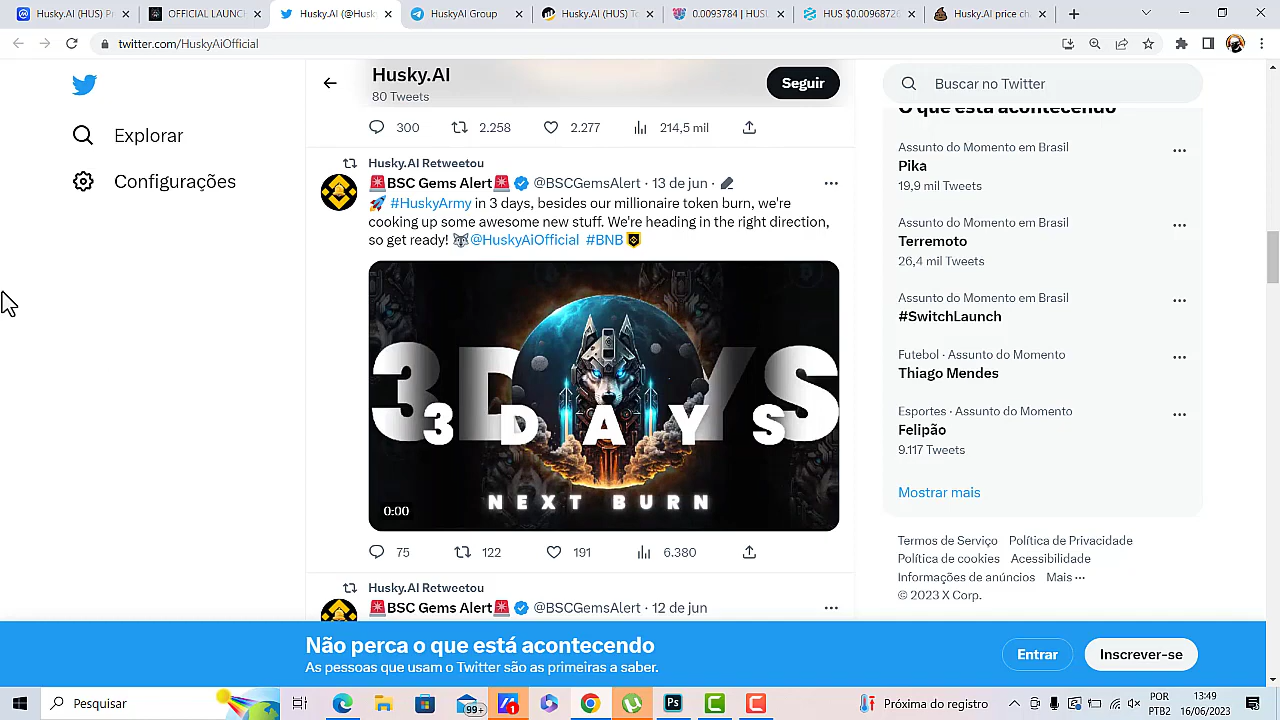 HUSKY.AI (HUS) P
OFFICIAL LAUNCH
Husky.AI (@Husky
Telegram Group
Husky.AI (HUS) To
0.0097184 | HUSL
HUS $0.00968726
Husky.AI price ch
twitter.com/HuskyAiOfficial
Husky.AI
80 Tweets
Seguir
Buscar no Twitter
Explorar
Configurações
300 2.258 2.277 214,5 mil
Husky.AI Retweetou
🚨BSC Gems Alert🚨 @BSCGemsAlert · 13 de jun ·
🚀 #HuskyArmy in 3 days, besides our millionaire token burn, we're
cooking up some awesome new stuff. We're heading in the right direction,
so get ready! 🐺@HuskyAiOfficial #BNB
3DAYS
3 DAYS
NEXT BURN
0:00
75 122 191 6.380
Husky.AI Retweetou
🚨BSC Gems Alert🚨 @BSCGemsAlert · 12 de jun
O que está acontecendo
Assunto do Momento em Brasil
Pika
19,9 mil Tweets
Assunto do Momento em Brasil
Terremoto
26,4 mil Tweets
Assunto do Momento em Brasil
#SwitchLaunch
Futebol · Assunto do Momento
Thiago Mendes
Esportes · Assunto do Momento
Felipão
9.117 Tweets
Mostrar mais
Termos de Serviço Política de Privacidade
Política de cookies Acessibilidade
Informações de anúncios Mais ···
© 2023 X Corp.
Não perca o que está acontecendo
As pessoas que usam o Twitter são as primeiras a saber.
Entrar
Inscrever-se
Pesquisar
99+
1
Próxima do registro
POR
PTB2
13:49
16/06/2023